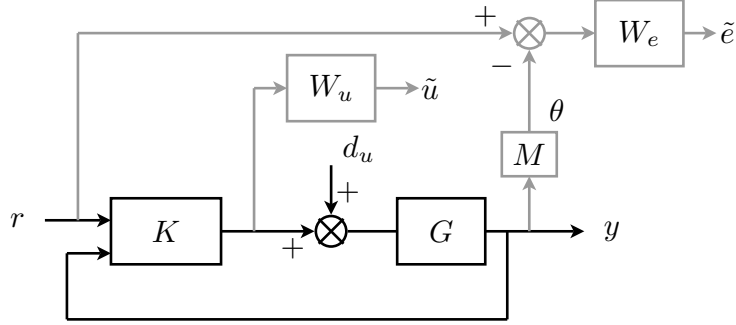 + W_e ẽ
−
W_u ũ θ
d_u M
+
r K + G y